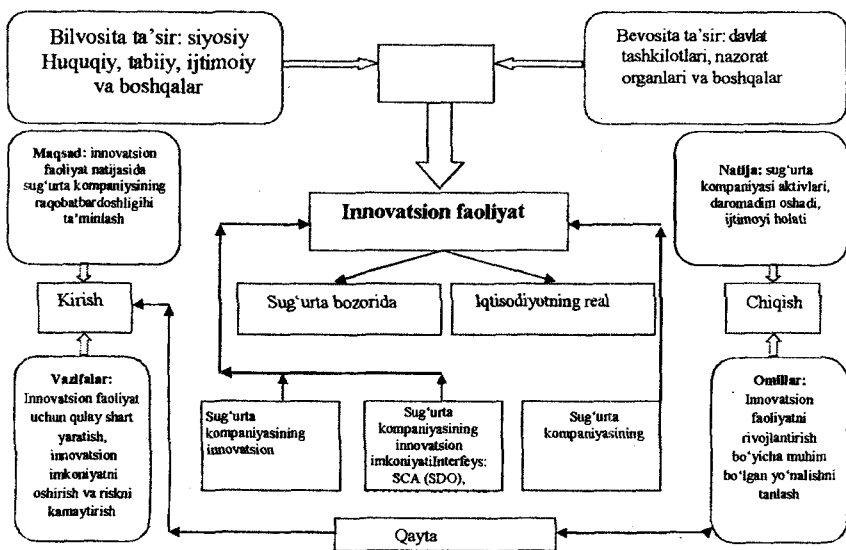 Bilvosita ta’sir: siyosiy
Huquqiy, tabiiy, ijtimoiy
va boshqalar
Bevosita ta’sir: davlat
tashkilotlari, nazorat
organlari va boshqalar
Maqsad: innovatsion
faoliyat natijasida
sug‘urta kompaniysining
raqobatbardoshligihi
ta’minlash
Natija: sug‘urta
kompaniyasi aktivlari,
daromadim oshadi,
ijtimoyi holati
Innovatsion faoliyat
Kirish
Sug‘urta bozorida
Iqtisodiyotning real
Chiqish
Vazifalar:
Innovatsion faoliyat
uchun qulay shart
yaratish,
innovatsion
imkoniyatni
oshirish va riskni
kamaytirish
Sug‘urta
kompaniyasining
innovatsion
Sug‘urta
kompaniyasining
innovatsion
imkoniyatiInterfeys:
SCA (SDO),
Sug‘urta
kompaniyasining
Omillar:
Innovatsion
faoliyatni
rivojlantirish
bo‘yicha muhim
bo‘lgan yo‘nalishni
tanlash
Qayta